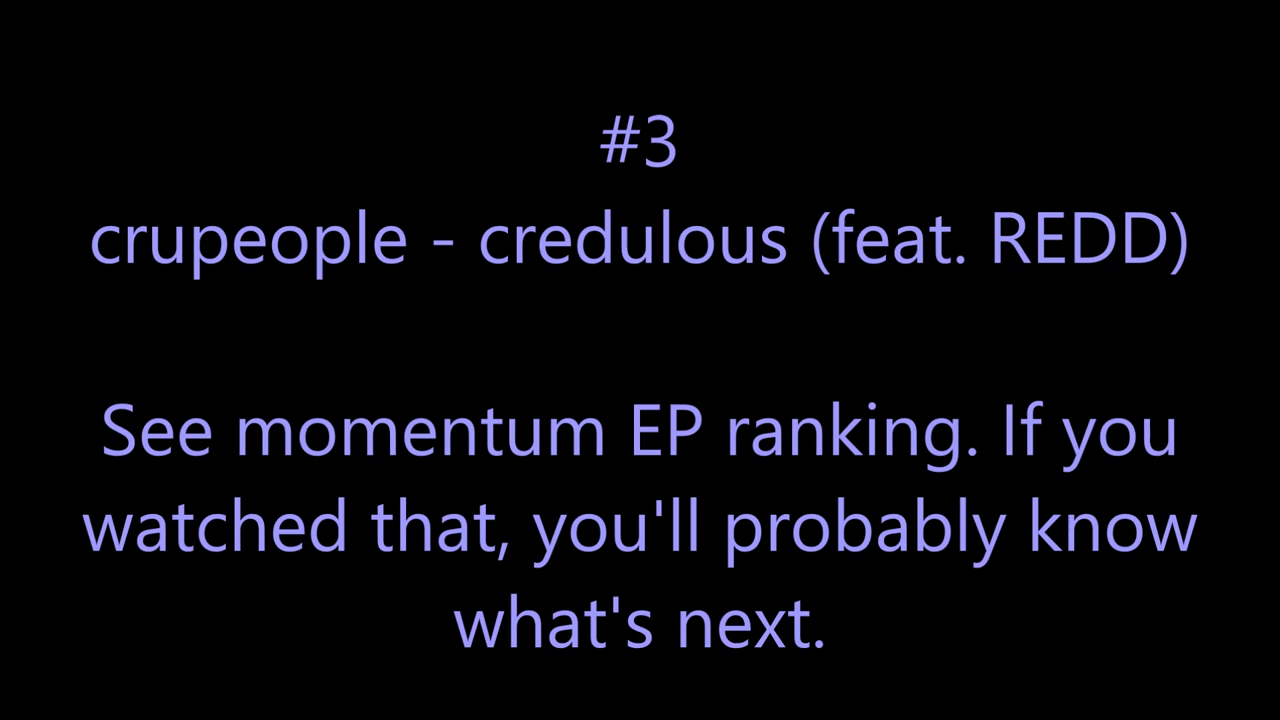 #3
crupeople - credulous (feat. REDD)
See momentum EP ranking. If you
watched that, you'll probably know
what's next.